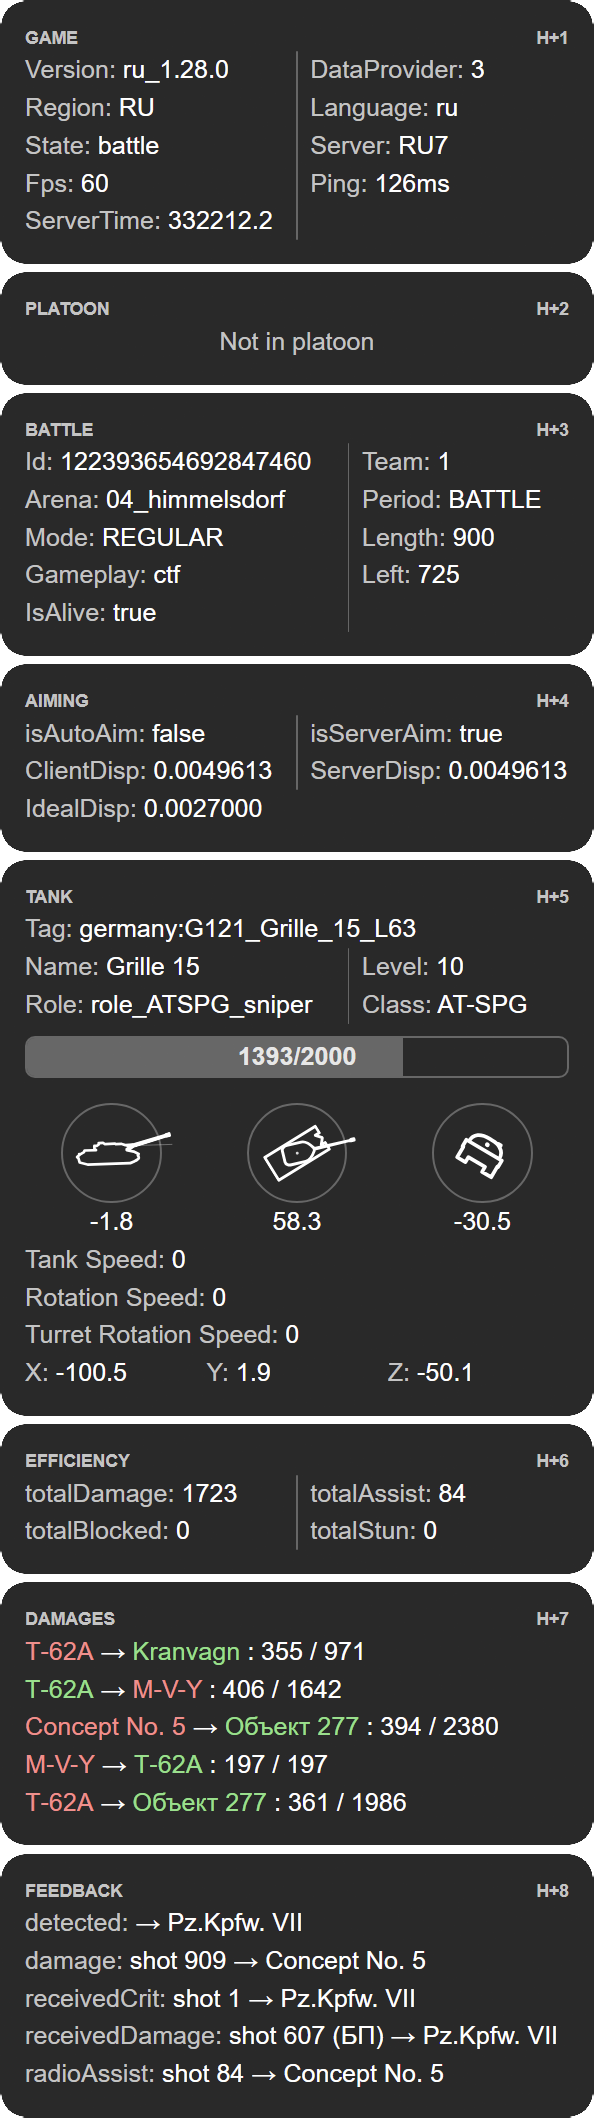 GAME H+1
Version: ru_1.28.0 DataProvider: 3
Region: RU Language: ru
State: battle Server: RU7
Fps: 60 Ping: 126ms
ServerTime: 332212.2
PLATOON H+2
Not in platoon
BATTLE H+3
Id: 122393654692847460 Team: 1
Arena: 04_himmelsdorf Period: BATTLE
Mode: REGULAR Length: 900
Gameplay: ctf Left: 725
IsAlive: true
AIMING H+4
isAutoAim: false isServerAim: true
ClientDisp: 0.0049613 ServerDisp: 0.0049613
IdealDisp: 0.0027000
TANK H+5
Tag: germany:G121_Grille_15_L63
Name: Grille 15 Level: 10
Role: role_ATSPG_sniper Class: AT-SPG
1393/2000
-1.8 58.3 -30.5
Tank Speed: 0
Rotation Speed: 0
Turret Rotation Speed: 0
X: -100.5 Y: 1.9 Z: -50.1
EFFICIENCY H+6
totalDamage: 1723 totalAssist: 84
totalBlocked: 0 totalStun: 0
DAMAGES H+7
T-62A → Kranvagn : 355 / 971
T-62A → M-V-Y : 406 / 1642
Concept No. 5 → Объект 277 : 394 / 2380
M-V-Y → T-62A : 197 / 197
T-62A → Объект 277 : 361 / 1986
FEEDBACK H+8
detected: → Pz.Kpfw. VII
damage: shot 909 → Concept No. 5
receivedCrit: shot 1 → Pz.Kpfw. VII
receivedDamage: shot 607 (БП) → Pz.Kpfw. VII
radioAssist: shot 84 → Concept No. 5